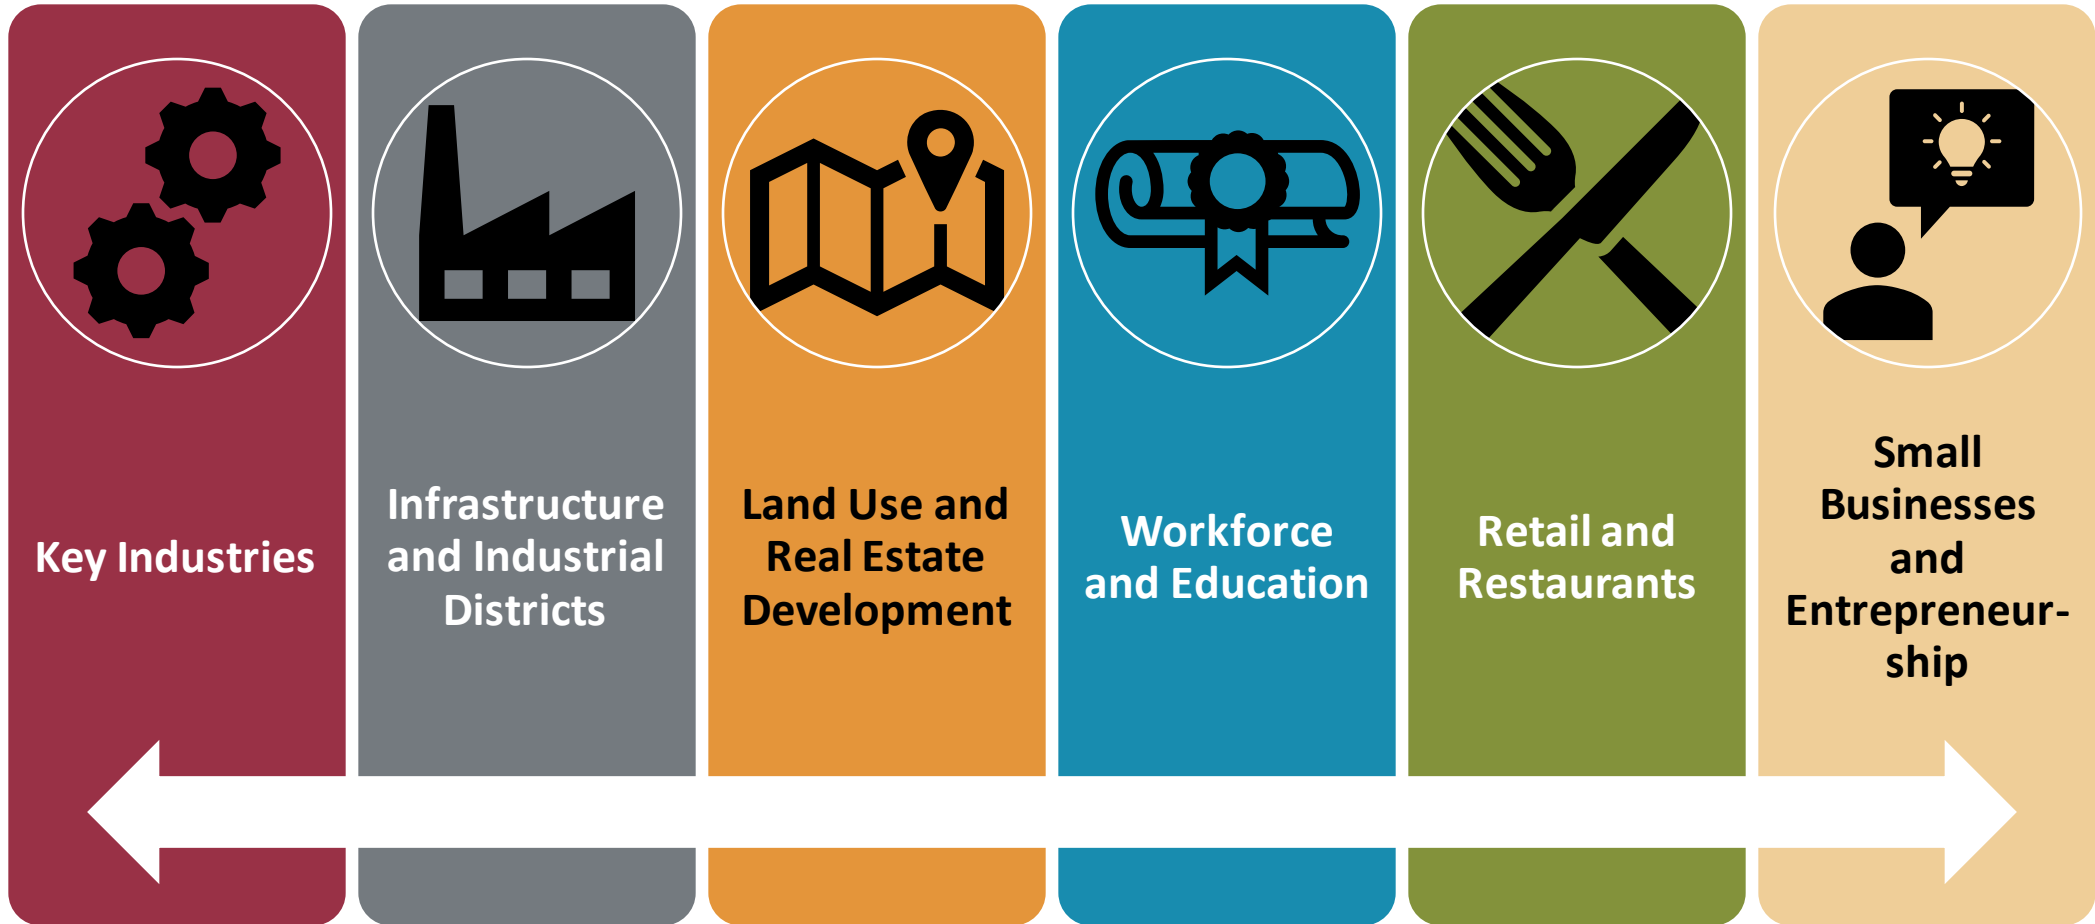 Key Industries
Infrastructure
and Industrial
Districts
Land Use and
Real Estate
Development
Workforce
and Education
Retail and
Restaurants
Small
Businesses
and
Entrepreneur-
ship